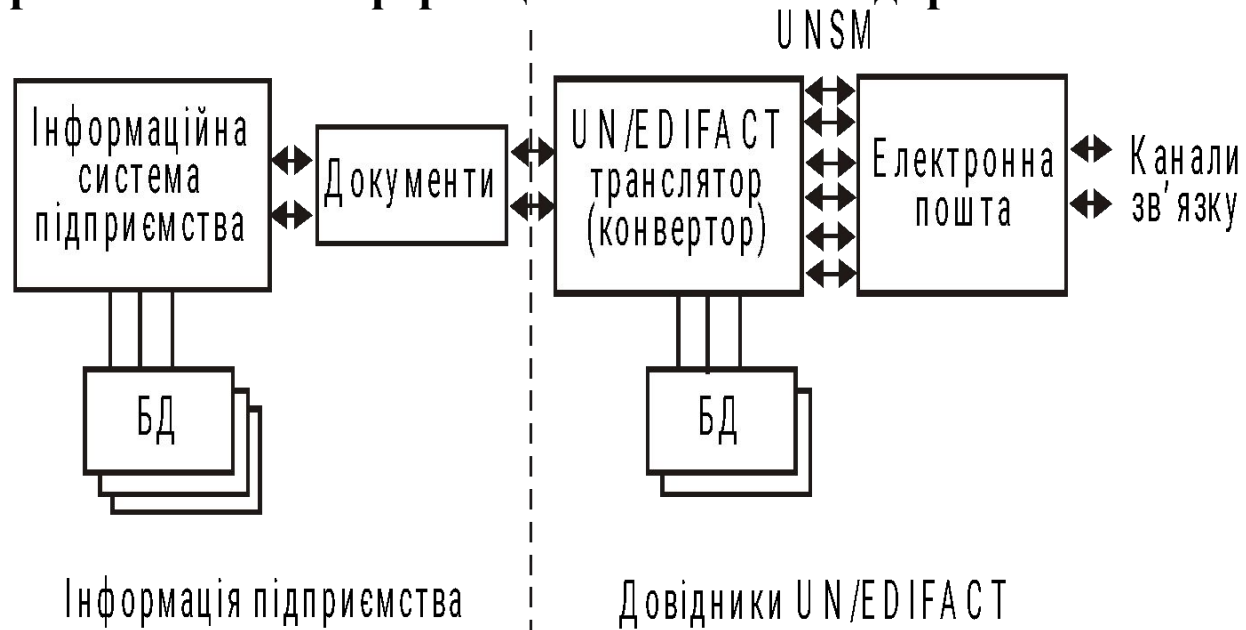 UNSM
Інформаційна
система
підприємства
Документи
UN/EDIFACT
транслятор
(конвертор)
Електронна
пошта
Канали
зв'язку
БД
БД
Інформація підприємства
Довідники UN/EDIFACT